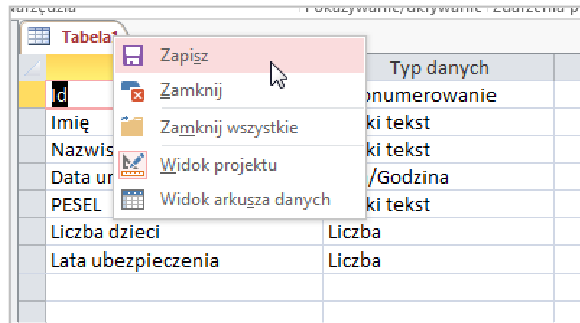 Tabela1
Zapisz
Typ danych
Zamknij
Id
onumerowanie
Imię
Zamknij wszystkie
ki tekst
Nazwis
ki tekst
Widok projektu
Data ur
/Godzina
PESEL
Widok arkusza danych
ki tekst
Liczba dzieci
Liczba
Lata ubezpieczenia
Liczba